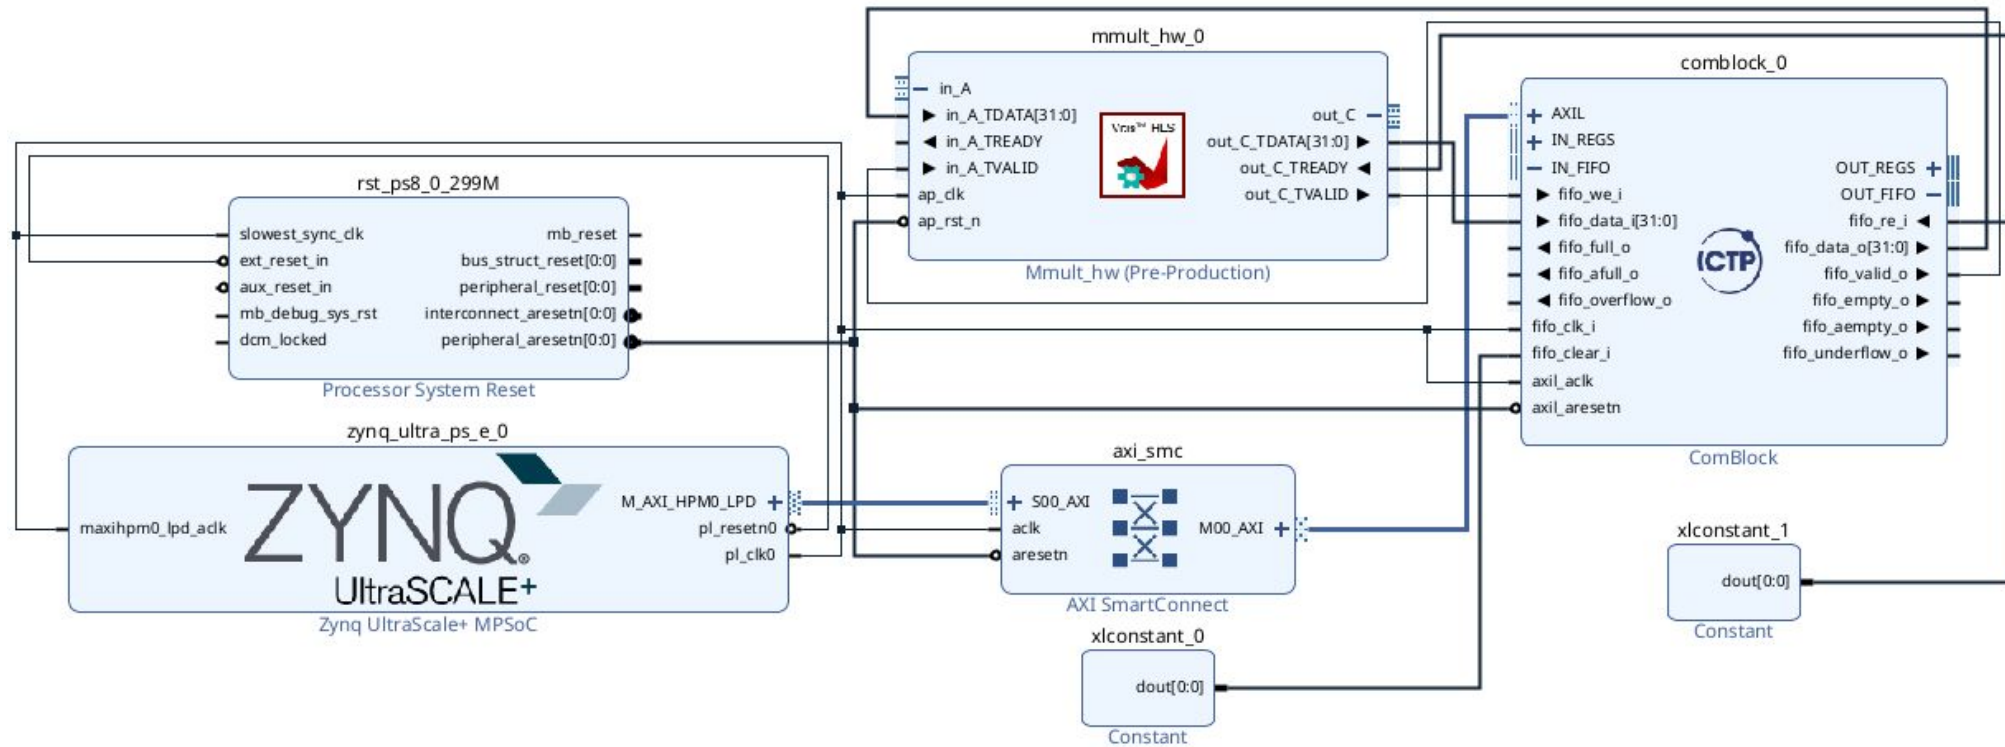 mmult_hw_0
in_A
in_A_TDATA[31:0]
in_A_TREADY
in_A_TVALID
ap_clk
ap_rst_n
Vitis™ HLS
out_C
out_C_TDATA[31:0]
out_C_TREADY
out_C_TVALID
Mmult_hw (Pre-Production)
comblock_0
AXIL
IN_REGS
IN_FIFO
fifo_we_i
fifo_data_i[31:0]
fifo_full_o
fifo_afull_o
fifo_overflow_o
fifo_clk_i
fifo_clear_i
axil_aclk
axil_aresetn
ICTP
OUT_REGS
OUT_FIFO
fifo_re_i
fifo_data_o[31:0]
fifo_valid_o
fifo_empty_o
fifo_aempty_o
fifo_underflow_o
ComBlock
rst_ps8_0_299M
slowest_sync_clk
ext_reset_in
aux_reset_in
mb_debug_sys_rst
dcm_locked
mb_reset
bus_struct_reset[0:0]
peripheral_reset[0:0]
interconnect_aresetn[0:0]
peripheral_aresetn[0:0]
Processor System Reset
zynq_ultra_ps_e_0
maxihpm0_lpd_aclk
ZYNQ®
UltraSCALE+
M_AXI_HPM0_LPD
pl_resetn0
pl_clk0
Zynq UltraScale+ MPSoC
axi_smc
S00_AXI
aclk
aresetn
M00_AXI
AXI SmartConnect
xlconstant_1
dout[0:0]
Constant
xlconstant_0
dout[0:0]
Constant